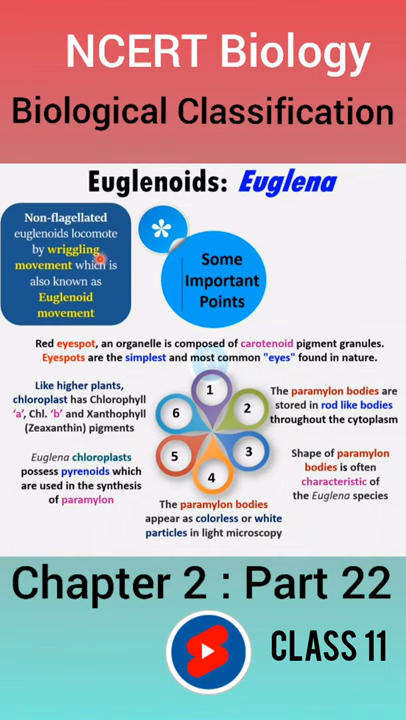 NCERT Biology
Biological Classification
Euglenoids: Euglena
Non-flagellated
euglenoids locomote
by wriggling
movement which is
also known as
Euglenoid
movement
*
Some
Important
Points
Red eyespot, an organelle is composed of carotenoid pigment granules.
Eyespots are the simplest and most common "eyes" found in nature.
Like higher plants,
chloroplast has Chlorophyll
'a', Chl. 'b' and Xanthophyll
(Zeaxanthin) pigments
1
2
3
4
5
6
The paramylon bodies are
stored in rod like bodies
throughout the cytoplasm
Euglena chloroplasts
possess pyrenoids which
are used in the synthesis
of paramylon
Shape of paramylon
bodies is often
characteristic of
the Euglena species
The paramylon bodies
appear as colorless or white
particles in light microscopy
Chapter 2 : Part 22
CLASS 11